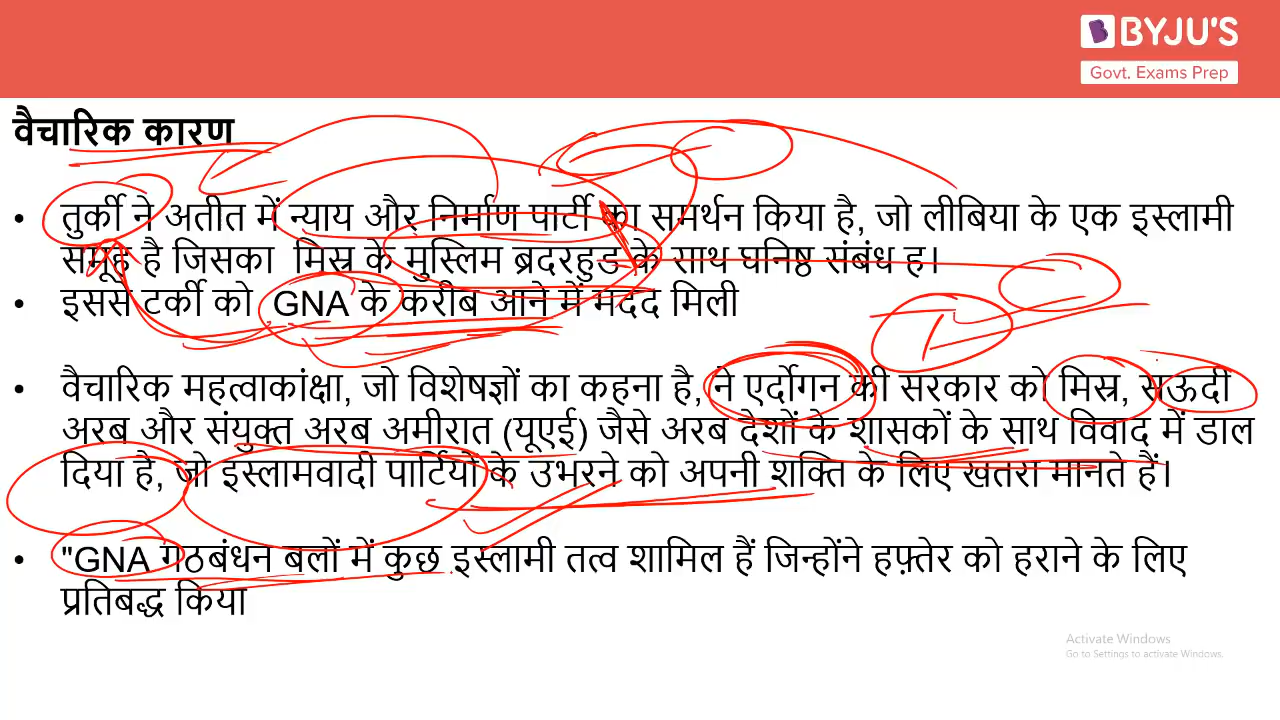 BYJU'S
Govt. Exams Prep
वैचारिक कारण
• तुर्की ने अतीत में न्याय और निर्माण पार्टी का समर्थन किया है, जो लीबिया के एक इस्लामी
समूह है जिसका मिस्र के मुस्लिम ब्रदरहुड के साथ घनिष्ठ संबंध ह।
• इससे टर्की को GNA के करीब आने में मदद मिली
• वैचारिक महत्वाकांक्षा, जो विशेषज्ञों का कहना है, ने एर्दोगन की सरकार को मिस्र, सऊदी
अरब और संयुक्त अरब अमीरात (यूएई) जैसे अरब देशों के शासकों के साथ विवाद में डाल
दिया है, जो इस्लामवादी पार्टियों के उभरने को अपनी शक्ति के लिए खतरा मानते हैं।
• "GNA गठबंधन बलों में कुछ इस्लामी तत्व शामिल हैं जिन्होंने हफ़्तेर को हराने के लिए
प्रतिबद्ध किया
Activate Windows
Go to Settings to activate Windows.